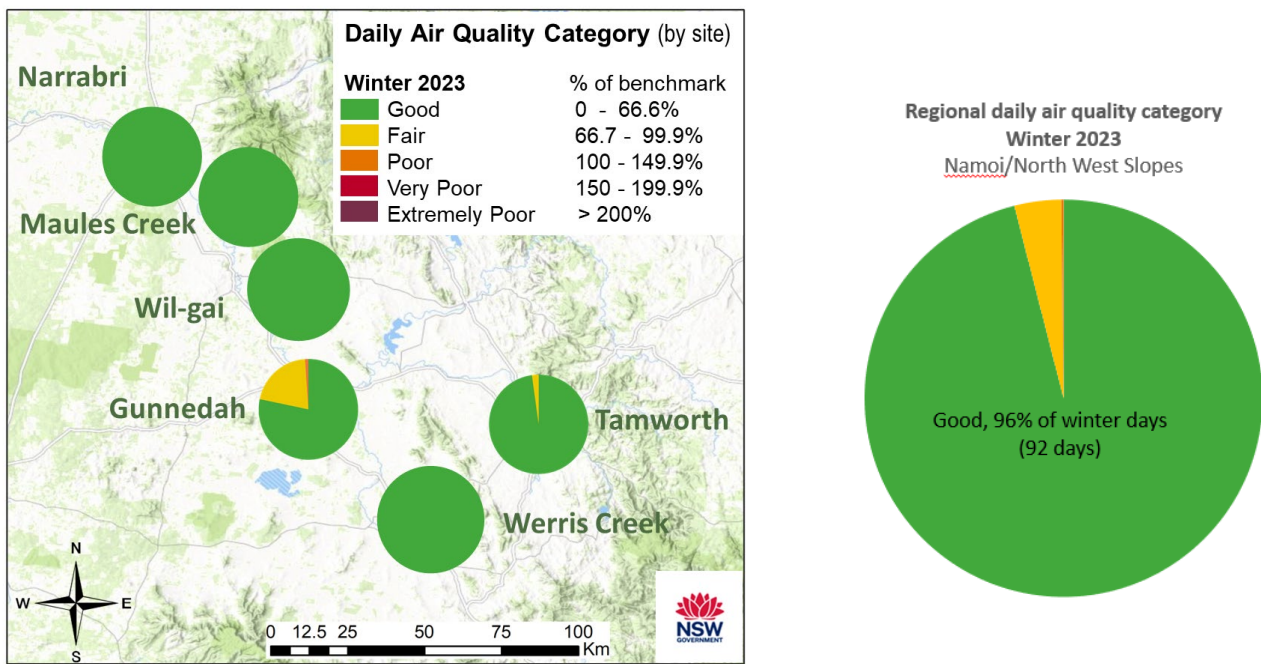 Daily Air Quality Category (by site)
Winter 2023 % of benchmark
Good 0 - 66.6%
Fair 66.7 - 99.9%
Poor 100 - 149.9%
Very Poor 150 - 199.9%
Extremely Poor > 200%
Narrabri
Maules Creek
Wil-gai
Gunnedah
Tamworth
Werris Creek
N
W E
S
0 12.5 25 50 75 100
Km
NSW
GOVERNMENT
Regional daily air quality category
Winter 2023
Namoi/North West Slopes
Good, 96% of winter days
(92 days)